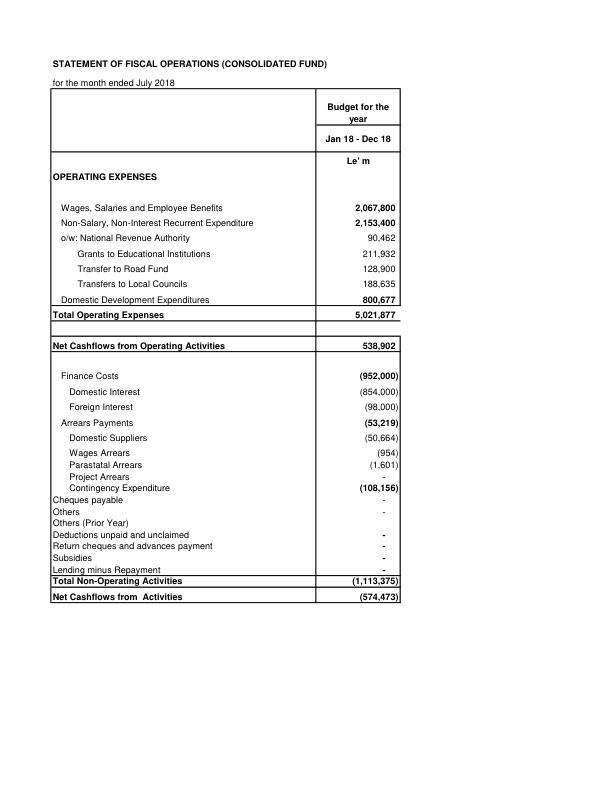 STATEMENT OF FISCAL OPERATIONS (CONSOLIDATED FUND)
for the month ended July 2018
Budget for the
year
Jan 18 - Dec 18
Le' m
OPERATING EXPENSES
Wages, Salaries and Employee Benefits 2,067,800
Non-Salary, Non-Interest Recurrent Expenditure 2,153,400
o/w: National Revenue Authority 90,462
Grants to Educational Institutions 211,932
Transfer to Road Fund 128,900
Transfers to Local Councils 188,635
Domestic Development Expenditures 800,677
Total Operating Expenses 5,021,877
Net Cashflows from Operating Activities 538,902
Finance Costs (952,000)
Domestic Interest (854,000)
Foreign Interest (98,000)
Arrears Payments (53,219)
Domestic Suppliers (50,664)
Wages Arrears (954)
Parastatal Arrears (1,601)
Project Arrears -
Contingency Expenditure (108,156)
Cheques payable -
Others -
Others (Prior Year)
Deductions unpaid and unclaimed -
Return cheques and advances payment -
Subsidies -
Lending minus Repayment -
Total Non-Operating Activities (1,113,375)
Net Cashflows from Activities (574,473)